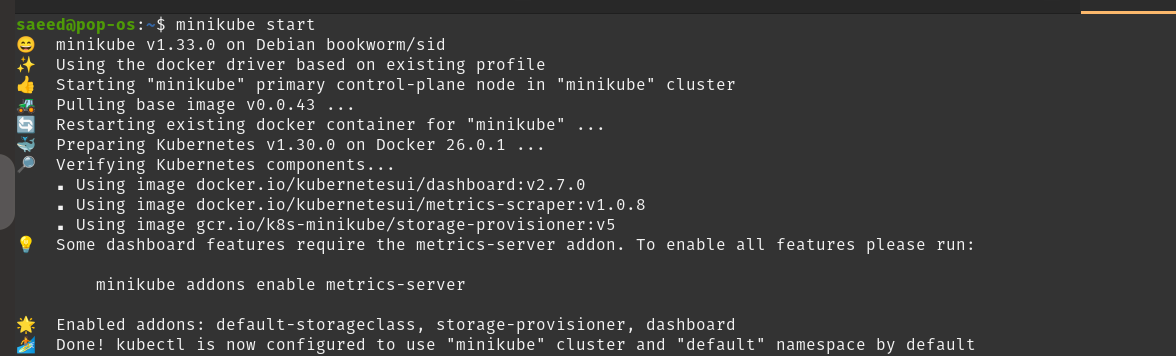 saeed@pop-os:~$ minikube start
😄  minikube v1.33.0 on Debian bookworm/sid
✨  Using the docker driver based on existing profile
👍  Starting "minikube" primary control-plane node in "minikube" cluster
🚜  Pulling base image v0.0.43 ...
🔄  Restarting existing docker container for "minikube" ...
🐳  Preparing Kubernetes v1.30.0 on Docker 26.0.1 ...
🔎  Verifying Kubernetes components...
    ▪ Using image docker.io/kubernetesui/dashboard:v2.7.0
    ▪ Using image docker.io/kubernetesui/metrics-scraper:v1.0.8
    ▪ Using image gcr.io/k8s-minikube/storage-provisioner:v5
💡  Some dashboard features require the metrics-server addon. To enable all features please run:
        minikube addons enable metrics-server
🌟  Enabled addons: default-storageclass, storage-provisioner, dashboard
🏄  Done! kubectl is now configured to use "minikube" cluster and "default" namespace by default